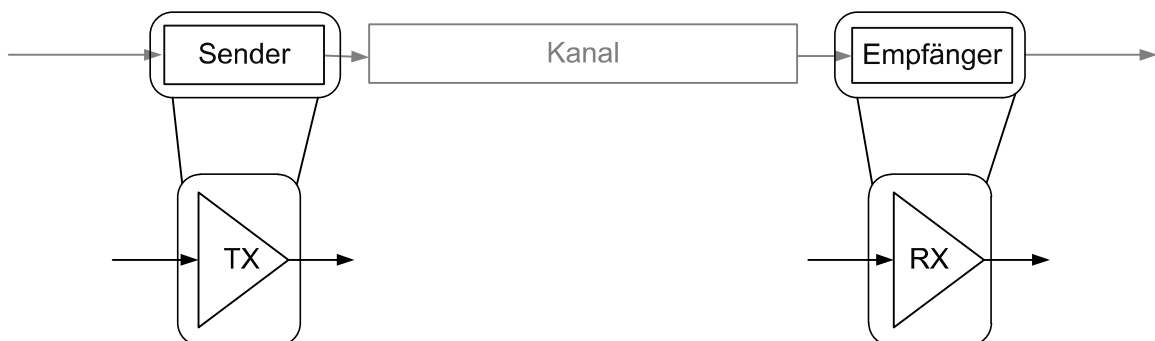 Sender
Kanal
Empfänger
TX
RX